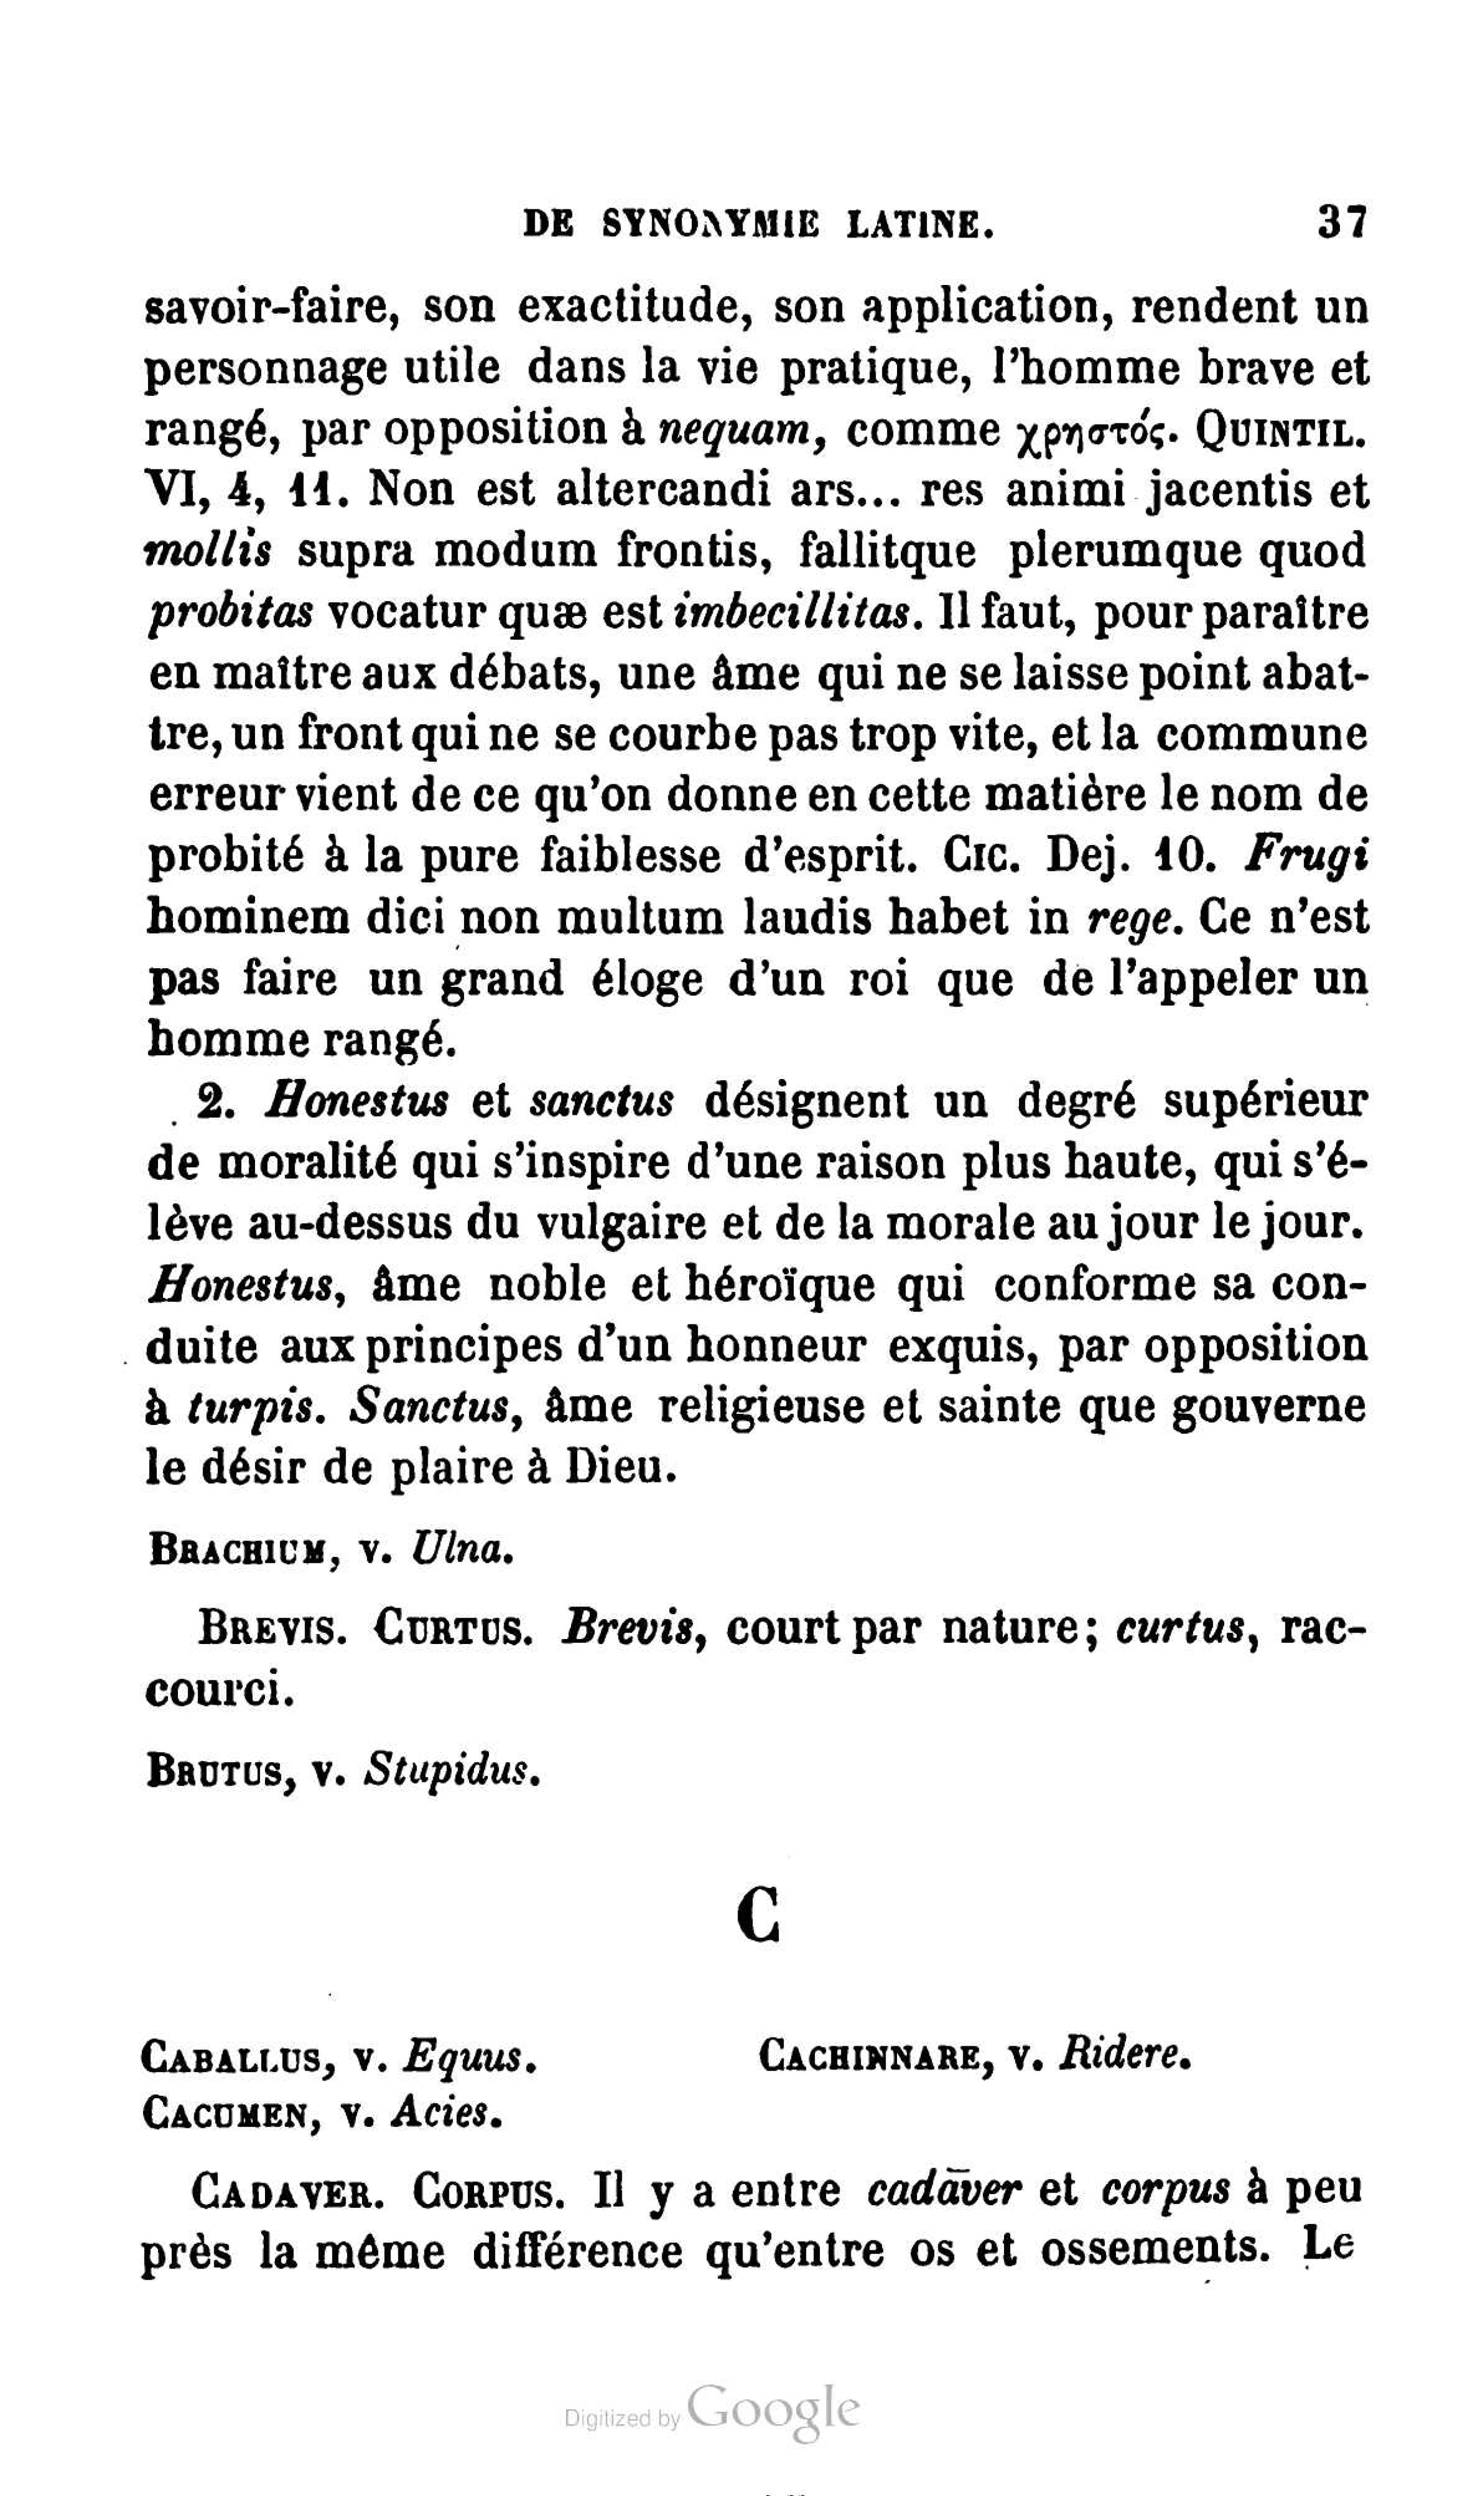 DE SYNONYMIE LATINE. 37
savoir-faire, son exactitude, son application, rendent un
personnage utile dans la vie pratique, l'homme brave et
rangé, par opposition à nequam, comme χρηστός. QUINTIL.
VI, 4, 11. Non est altercandi ars... res animi jacentis et
mollis supra modum frontis, fallitque plerumque quod
probitas vocatur quæ est imbecillitas. Il faut, pour paraître
en maître aux débats, une âme qui ne se laisse point abat-
tre, un front qui ne se courbe pas trop vite, et la commune
erreur vient de ce qu'on donne en cette matière le nom de
probité à la pure faiblesse d'esprit. CIC. Dej. 10. Frugi
hominem dici non multum laudis habet in rege. Ce n'est
pas faire un grand éloge d'un roi que de l'appeler un
homme rangé.
2. Honestus et sanctus désignent un degré supérieur
de moralité qui s'inspire d'une raison plus haute, qui s'é-
lève au-dessus du vulgaire et de la morale au jour le jour.
Honestus, âme noble et héroïque qui conforme sa con-
duite aux principes d'un honneur exquis, par opposition
à turpis. Sanctus, âme religieuse et sainte que gouverne
le désir de plaire à Dieu.
BRACHIUM, v. Ulna.
BREVIS. CURTUS. Brevis, court par nature; curtus, rac-
courci.
BRUTUS, v. Stupidus.
C
CABALLUS, v. Equus.
CACUMEN, v. Acies.
CACHINNARE, v. Ridere.
CADAVER. CORPUS. Il y a entre cadāver et corpus à peu
près la même différence qu'entre os et ossements. Le
Digitized by Google